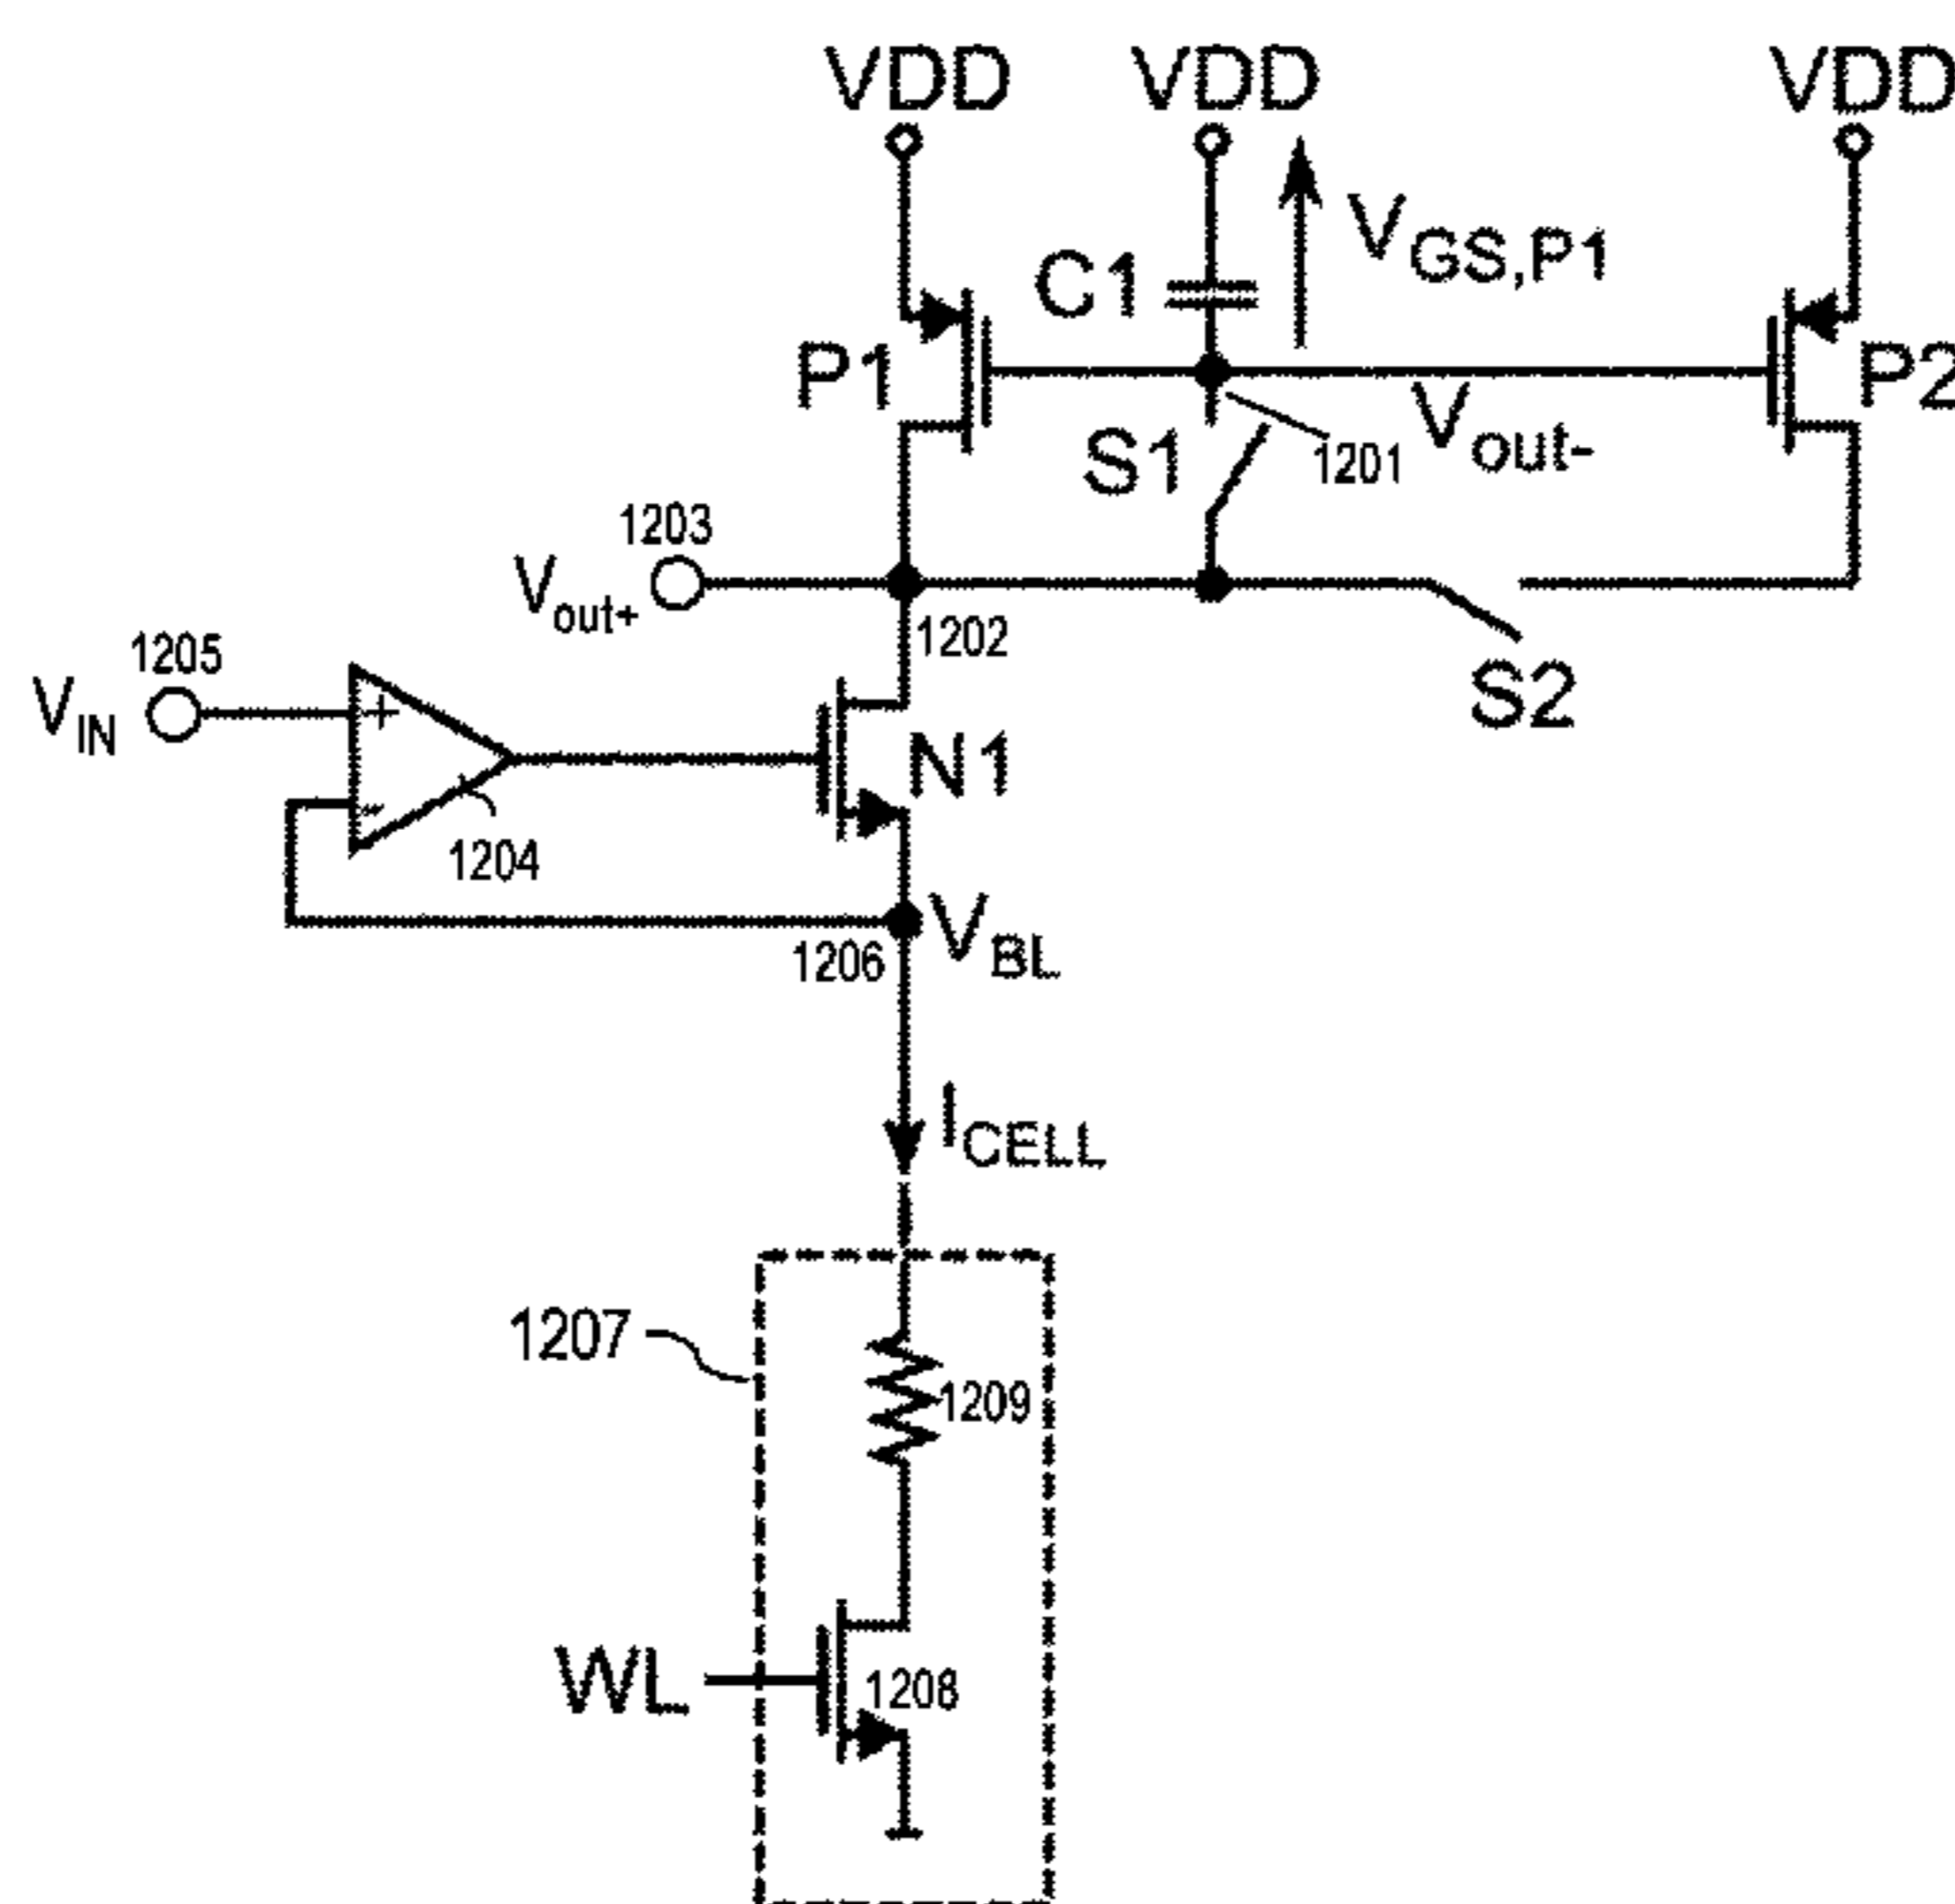 VDD VDD VDD
C1 VGS,P1
P1 P2
S1 1201 Vout-
1203
Vout+
1202
1205
VIN + S2
N1
-
1204
1206 VBL
ICELL
1207
1209
WL 1208